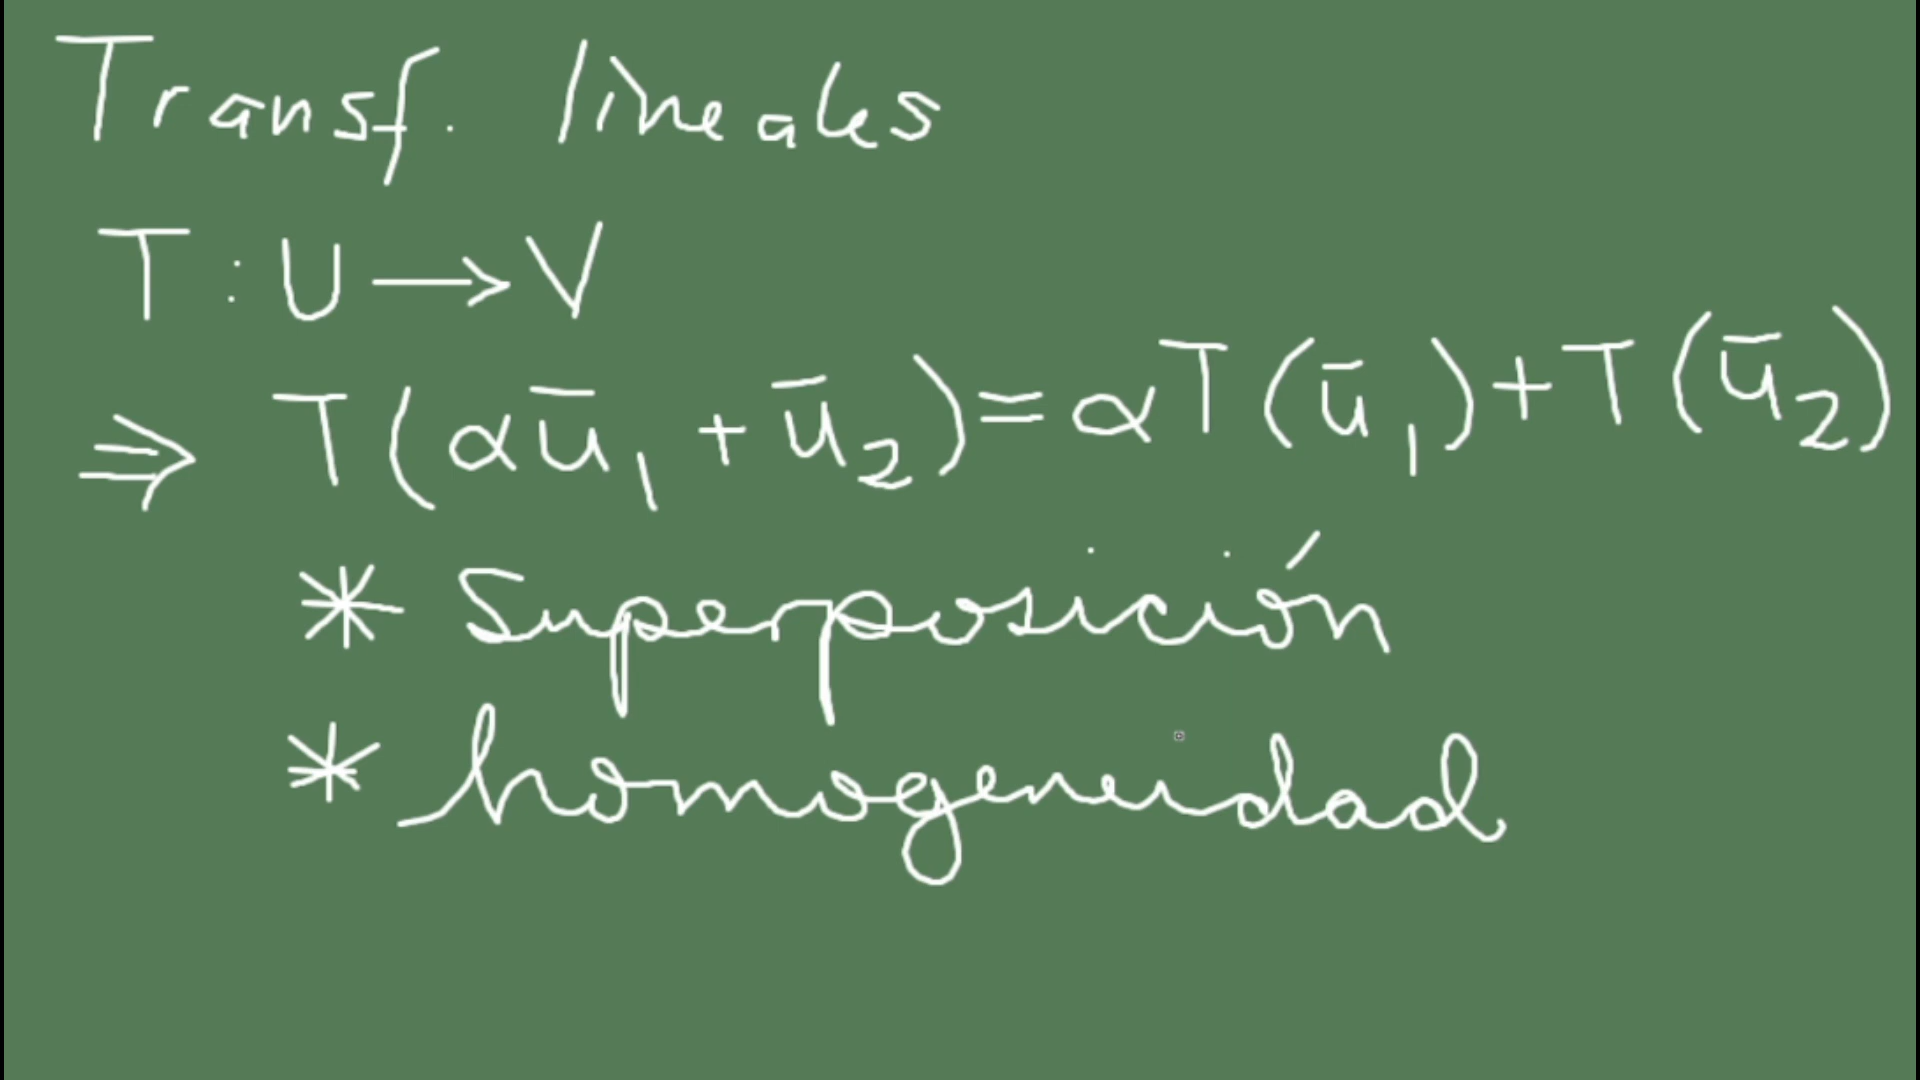 Transf. lineales
T : U → V
⇒ T(αū₁ + ū₂) = αT(ū₁) + T(ū₂)
* Superposición
* homogeneidad